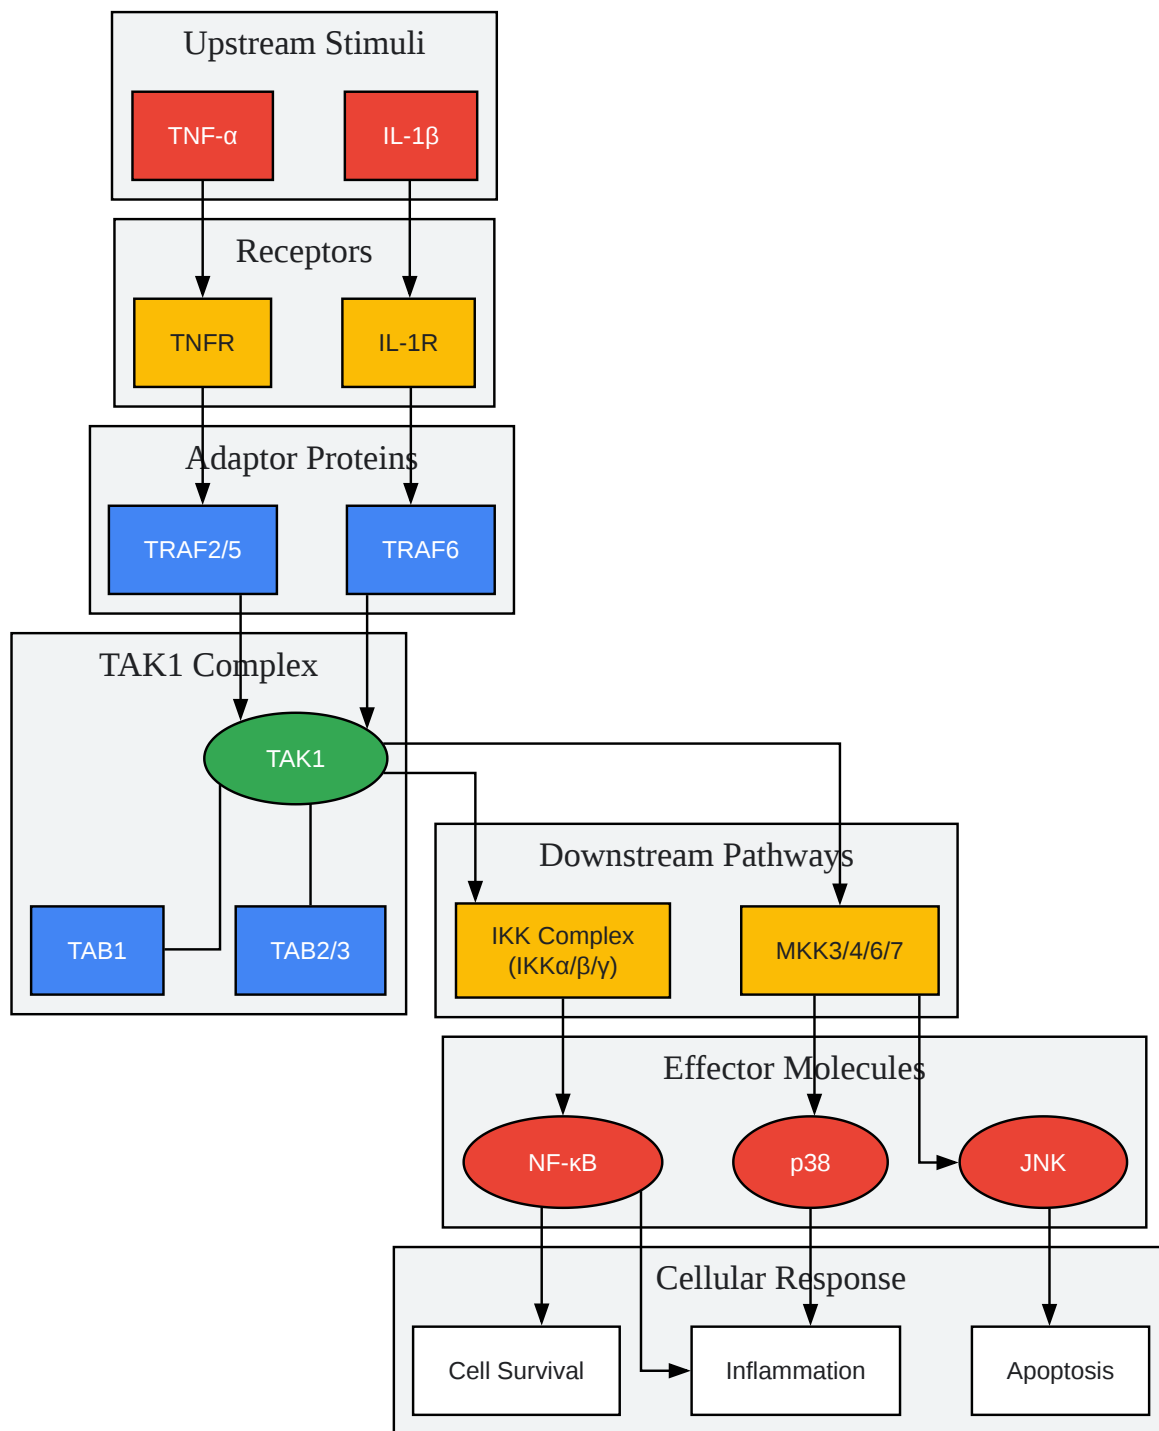 Upstream Stimuli
TNF-α
IL-1β
Receptors
TNFR
IL-1R
Adaptor Proteins
TRAF2/5
TRAF6
TAK1 Complex
TAK1
TAB1
TAB2/3
Downstream Pathways
IKK Complex
(IKKα/β/γ)
MKK3/4/6/7
Effector Molecules
NF-κB
p38
JNK
Cellular Response
Cell Survival
Inflammation
Apoptosis